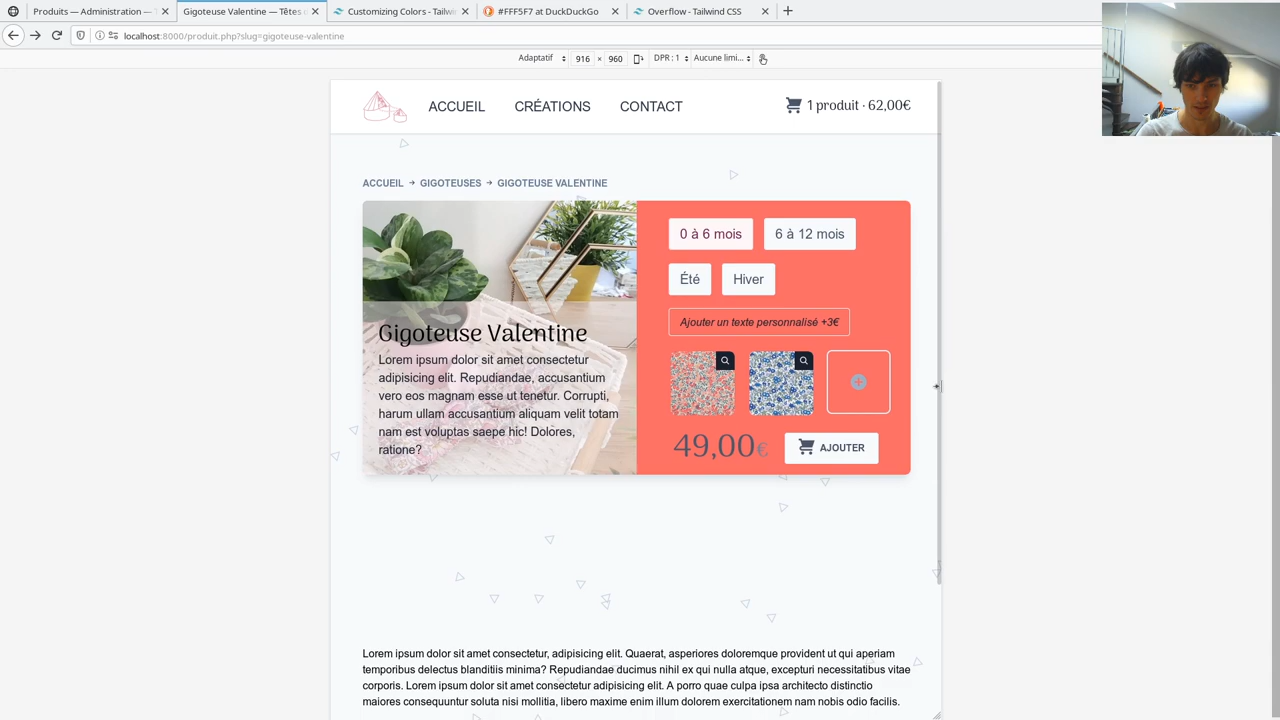 Produits — Administration —
Gigoteuse Valentine — Têtes
Customizing Colors - Tailwi
#FFF5F7 at DuckDuckGo
Overflow - Tailwind CSS
localhost:8000/produit.php?slug=gigoteuse-valentine
Adaptatif
916 × 960
DPR : 1
Aucune limi...
ACCUEIL
CRÉATIONS
CONTACT
1 produit · 62,00€
ACCUEIL → GIGOTEUSES → GIGOTEUSE VALENTINE
0 à 6 mois
6 à 12 mois
Été
Hiver
Ajouter un texte personnalisé +3€
Gigoteuse Valentine
Lorem ipsum dolor sit amet consectetur
adipisicing elit. Repudiandae, accusantium
vero eos magnam esse ut tenetur. Corrupti,
harum ullam accusantium aliquam velit totam
nam est voluptas saepe hic! Dolores,
ratione?
49,00€
AJOUTER
Lorem ipsum dolor sit amet consectetur, adipisicing elit. Quaerat, asperiores doloremque provident ut qui aperiam
temporibus delectus blanditiis minima? Repudiandae ducimus nihil ex qui nulla atque, excepturi necessitatibus vitae
corporis. Lorem ipsum dolor sit amet consectetur adipisicing elit. A porro quae culpa ipsa architecto distinctio
maiores consequuntur soluta nisi mollitia, libero maxime enim illum dolorem exercitationem nam nobis odio facilis.